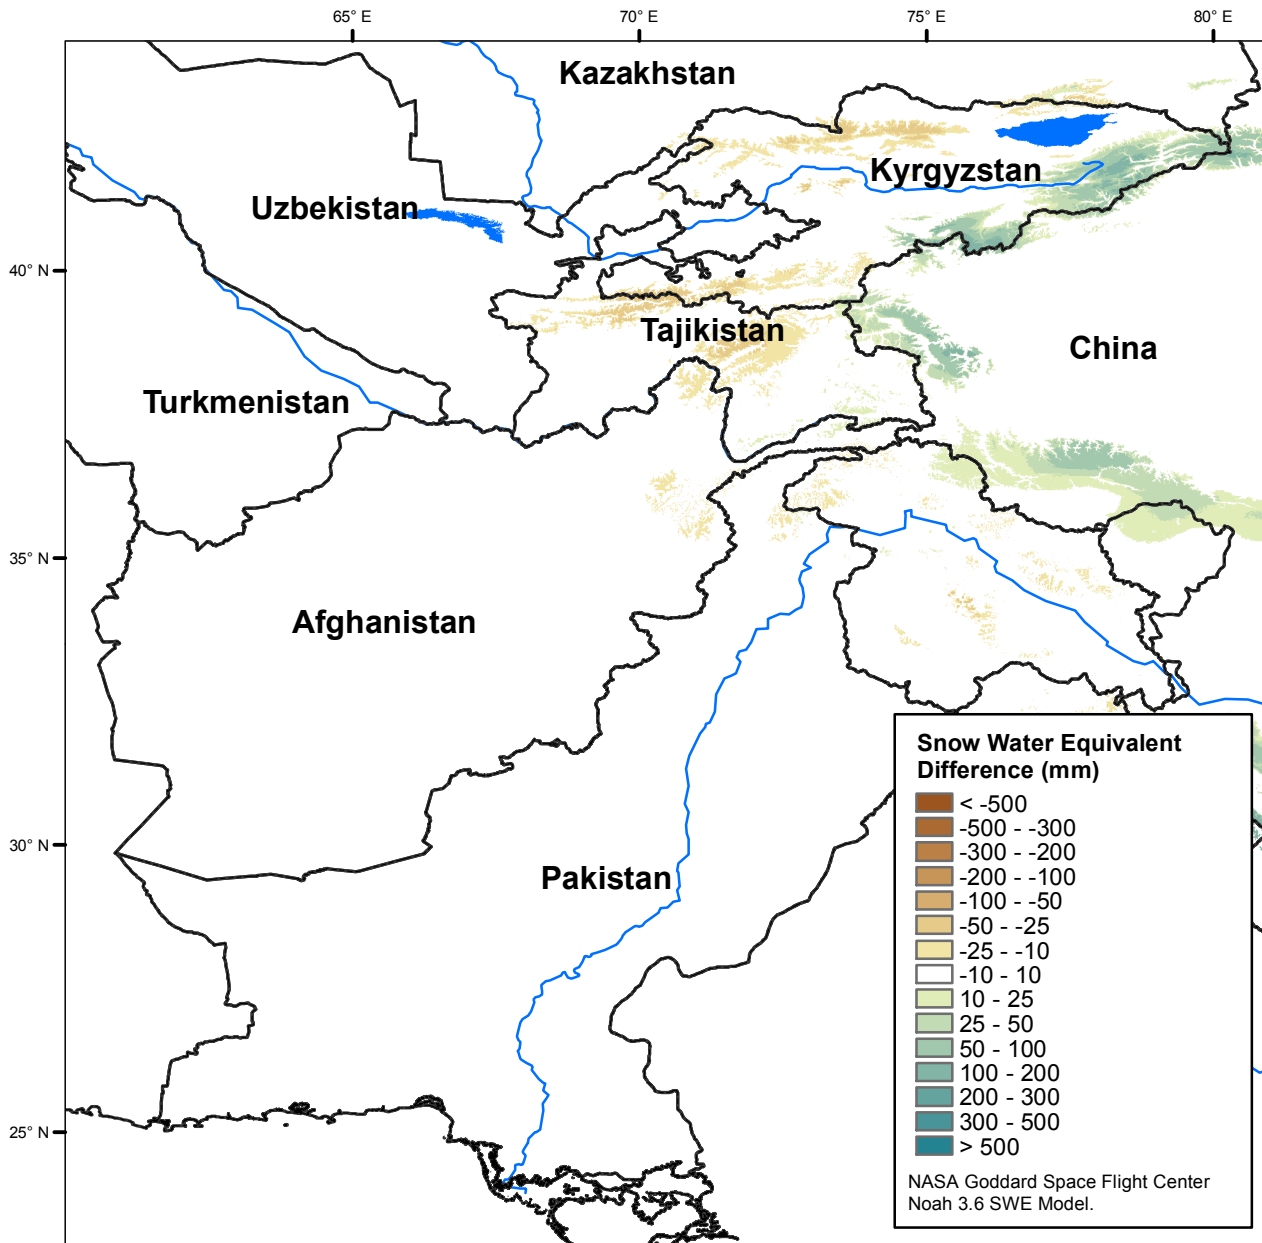 65° E
70° E
75° E
80° E
Kazakhstan
Kyrgyzstan
Uzbekistan
40° N
Tajikistan
China
Turkmenistan
35° N
Afghanistan
Snow Water Equivalent
Difference (mm)
< -500
-500 - -300
-300 - -200
-200 - -100
-100 - -50
-50 - -25
-25 - -10
-10 - 10
10 - 25
25 - 50
50 - 100
100 - 200
200 - 300
300 - 500
> 500
30° N
Pakistan
25° N
NASA Goddard Space Flight Center
Noah 3.6 SWE Model.